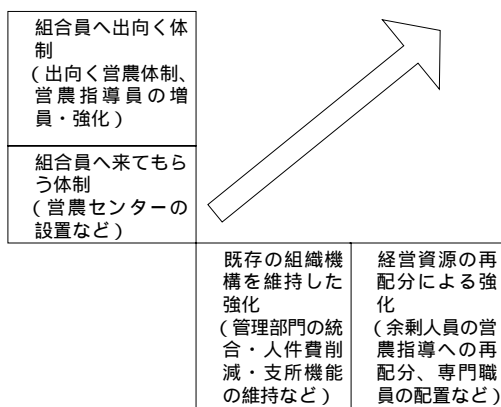 組合員へ出向く体
制
（出向く営農体制、
営農指導員の増
員・強化）
組合員へ来てもら
う体制
（営農センターの
設置など）
既存の組織機
構を維持した
強化
（管理部門の統
合・人件費削
減・支所機能
の維持など）
経営資源の再
配分による強
化
（余剰人員の営
農指導への再
配分、専門職
員の配置など）